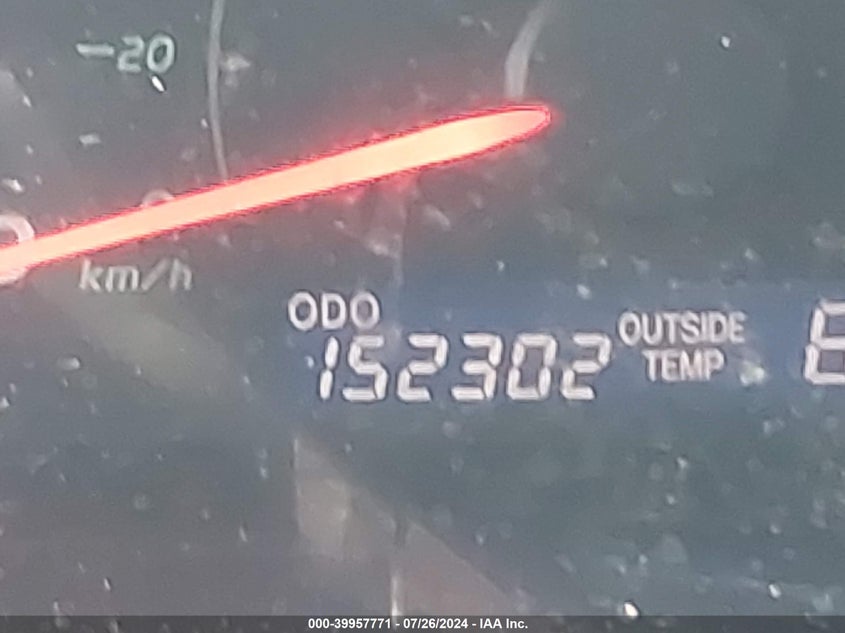 -20
km/h
ODO
152302
OUTSIDE
TEMP
000-39957771 - 07/26/2024 - IAA Inc.